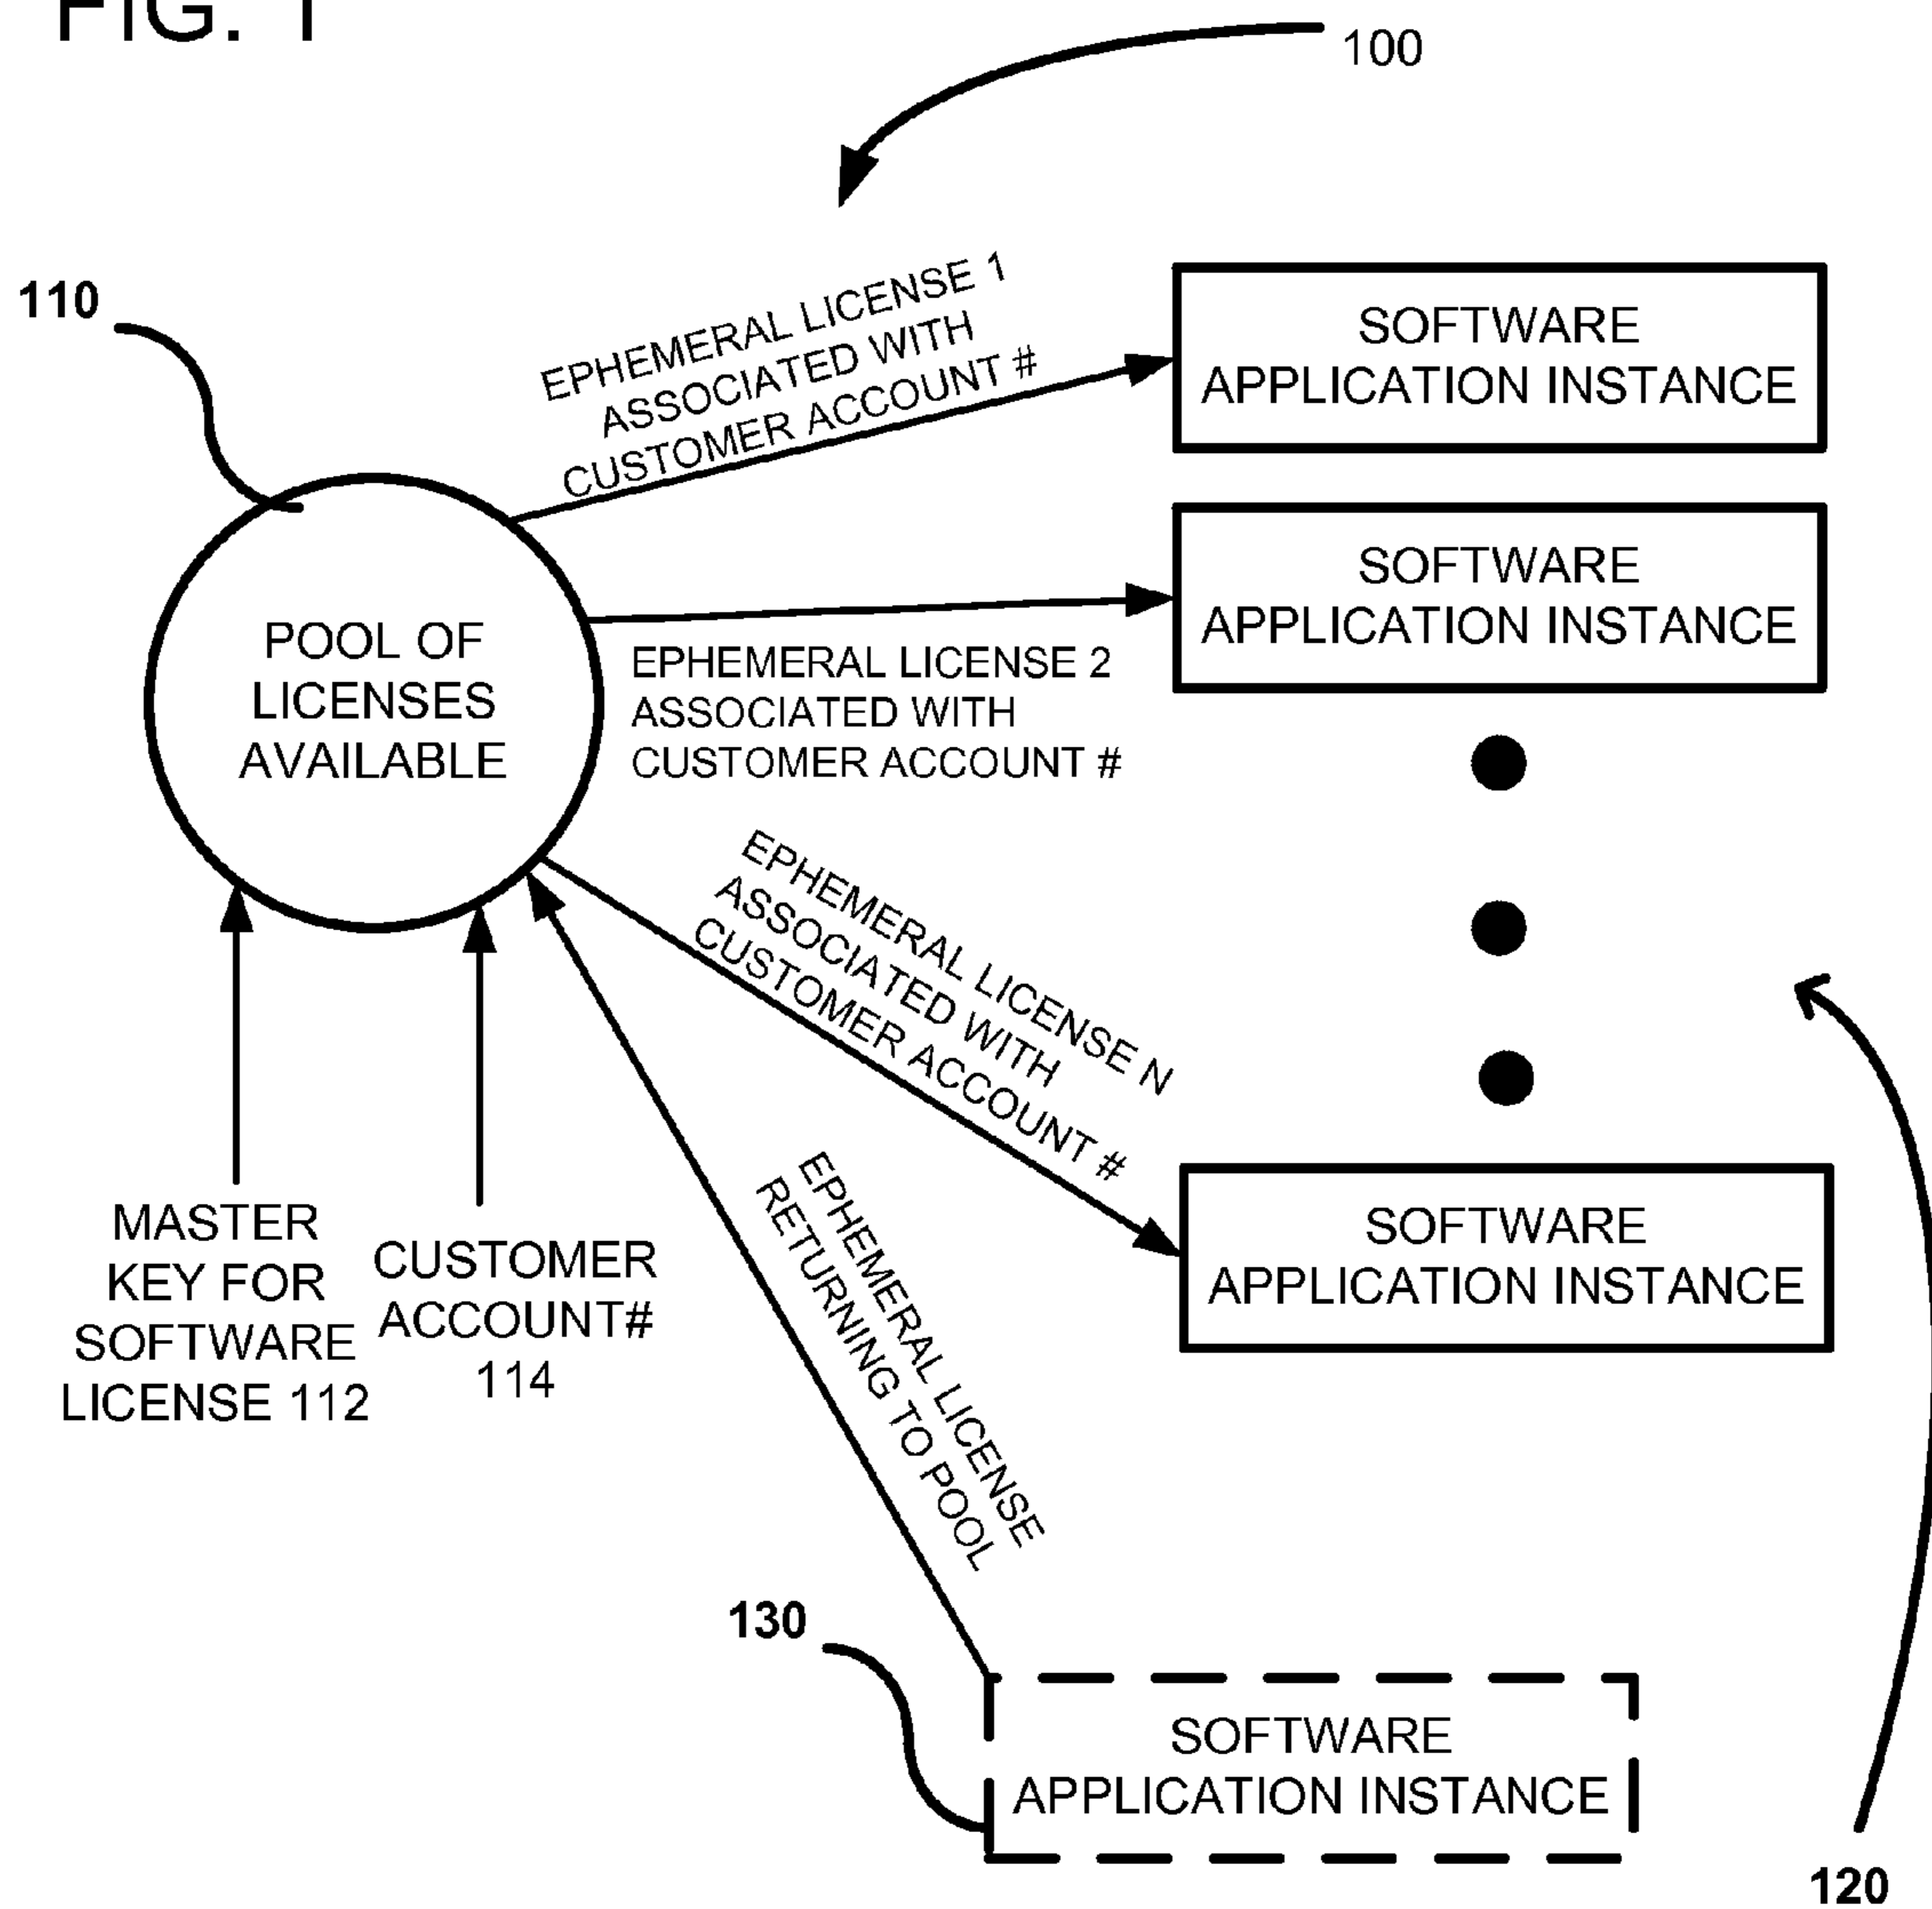 FIG. 1
100
110
EPHEMERAL LICENSE 1
ASSOCIATED WITH
CUSTOMER ACCOUNT #
SOFTWARE
APPLICATION INSTANCE
SOFTWARE
APPLICATION INSTANCE
POOL OF
LICENSES
AVAILABLE
EPHEMERAL LICENSE 2
ASSOCIATED WITH
CUSTOMER ACCOUNT #
EPHEMERAL LICENSE N
ASSOCIATED WITH
CUSTOMER ACCOUNT #
SOFTWARE
APPLICATION INSTANCE
MASTER
KEY FOR
SOFTWARE
LICENSE 112
CUSTOMER
ACCOUNT#
114
EPHEMERAL LICENSE
RETURNING TO POOL
130
SOFTWARE
APPLICATION INSTANCE
120